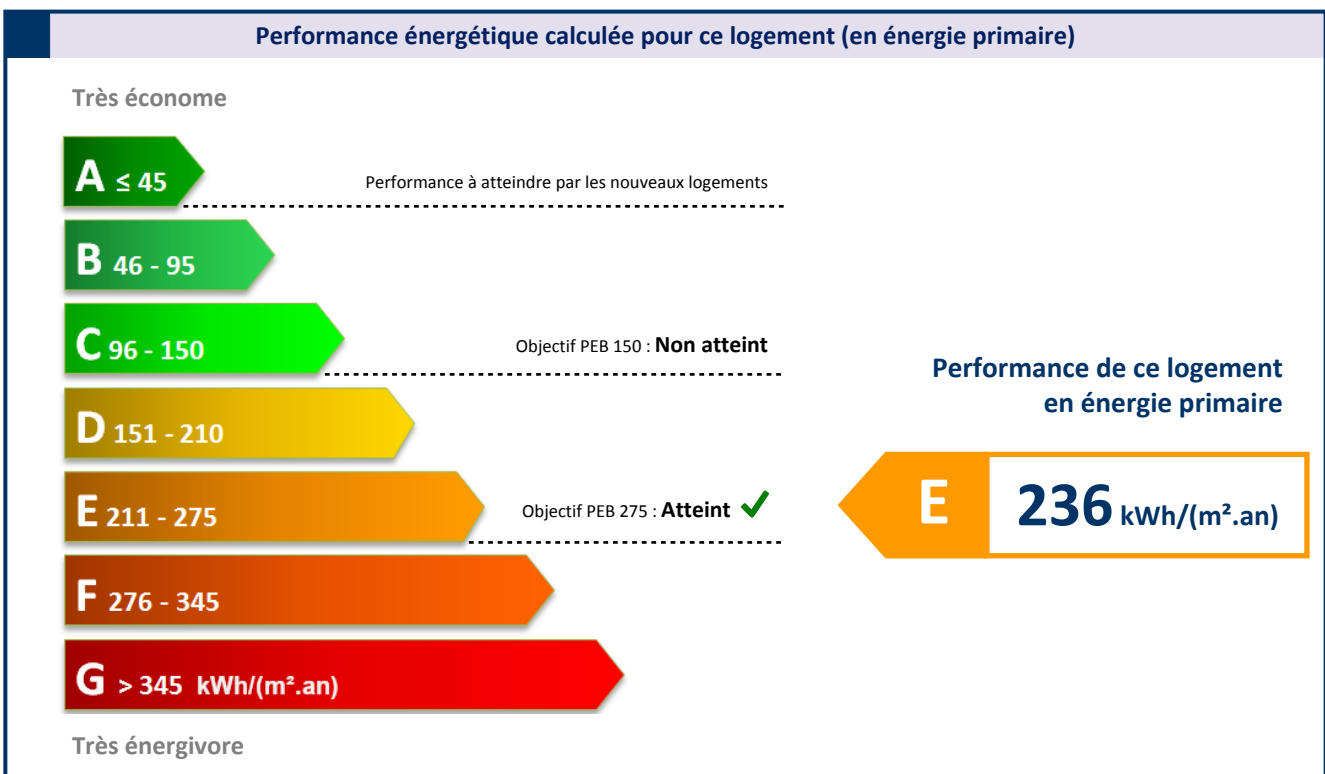 Performance énergétique calculée pour ce logement (en énergie primaire)
Très économe
A ≤ 45
Performance à atteindre par les nouveaux logements
B 46 - 95
C 96 - 150
Objectif PEB 150 : Non atteint
D 151 - 210
E 211 - 275
Objectif PEB 275 : Atteint ✓
F 276 - 345
G > 345 kWh/(m².an)
Très énergivore
Performance de ce logement
en énergie primaire
E 236 kWh/(m².an)